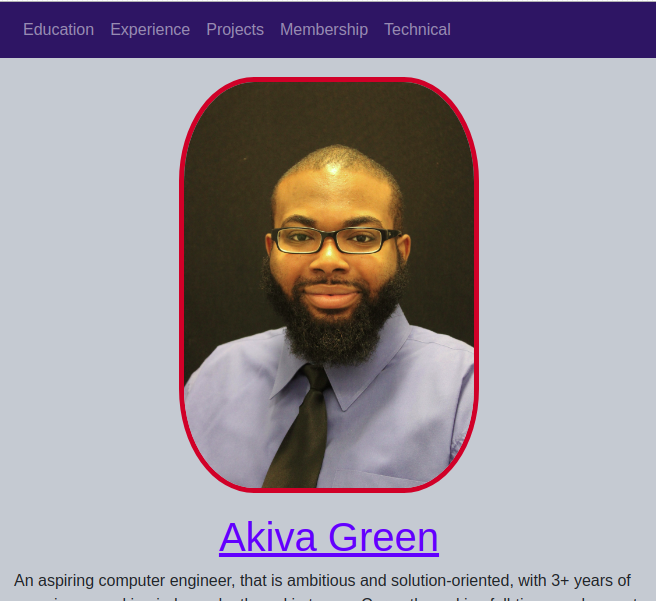 Education Experience Projects Membership Technical
Akiva Green
An aspiring computer engineer, that is ambitious and solution-oriented, with 3+ years of